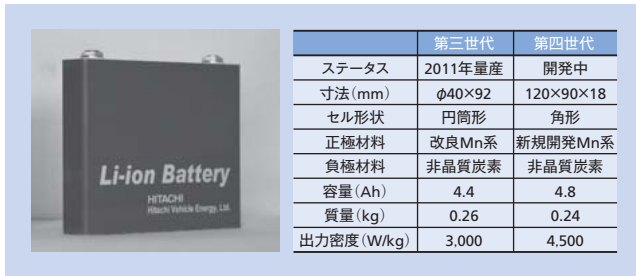 Li-ion Battery
HITACHI
Hitachi Vehicle Energy, Ltd.
第三世代 第四世代
ステータス 2011年量産 開発中
寸法（mm） φ40×92 120×90×18
セル形状 円筒形 角形
正極材料 改良Mn系 新規開発Mn系
負極材料 非晶質炭素 非晶質炭素
容量（Ah） 4.4 4.8
質量（kg） 0.26 0.24
出力密度（W/kg） 3,000 4,500